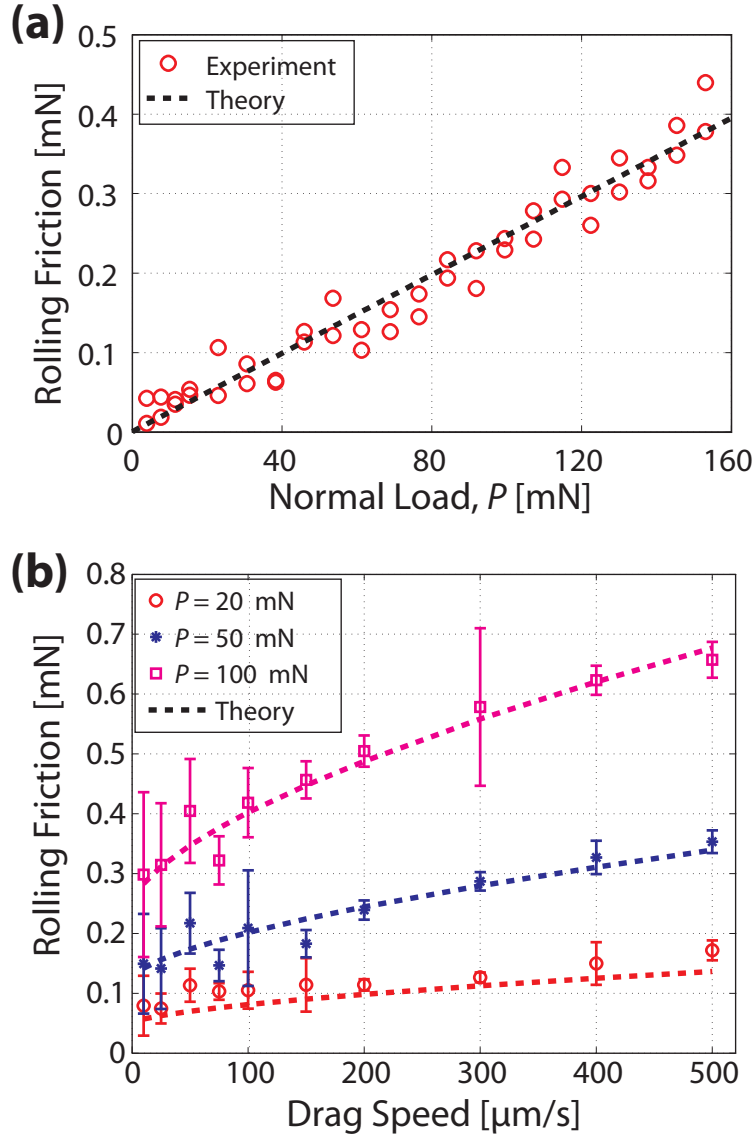 (a)
0.5
0.4
0.3
0.2
0.1
0
Rolling Friction [mN]
Experiment
Theory
0 40 80 120 160
Normal Load, P [mN]
(b)
0.8
0.7
0.6
0.5
0.4
0.3
0.2
0.1
0
Rolling Friction [mN]
P = 20 mN
P = 50 mN
P = 100 mN
Theory
0 100 200 300 400 500
Drag Speed [µm/s]